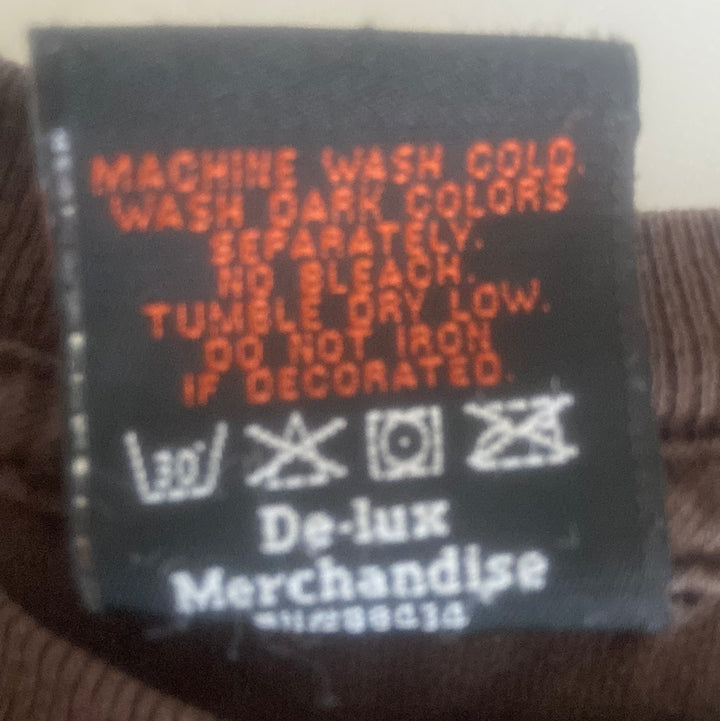 MACHINE WASH COLD.
WASH DARK COLORS
SEPARATELY.
NO BLEACH.
TUMBLE DRY LOW.
DO NOT IRON
IF DECORATED.
30°
De-lux
Merchandise